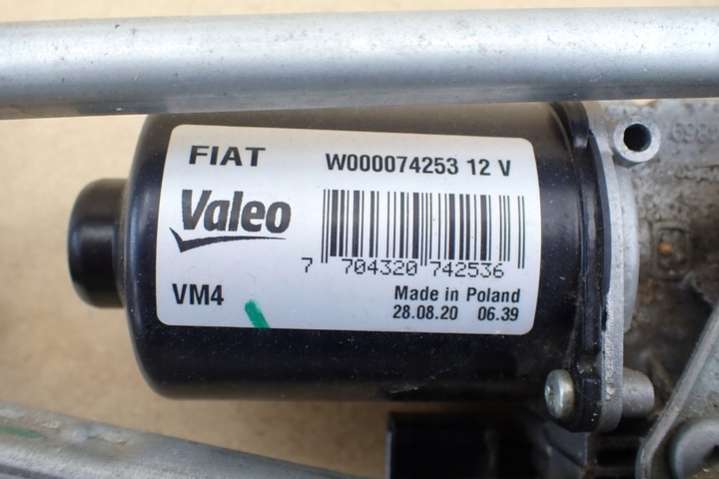 FIAT W000074253 12 V
Valeo
7 704320 742536
VM4
Made in Poland
28.08.20 06.39